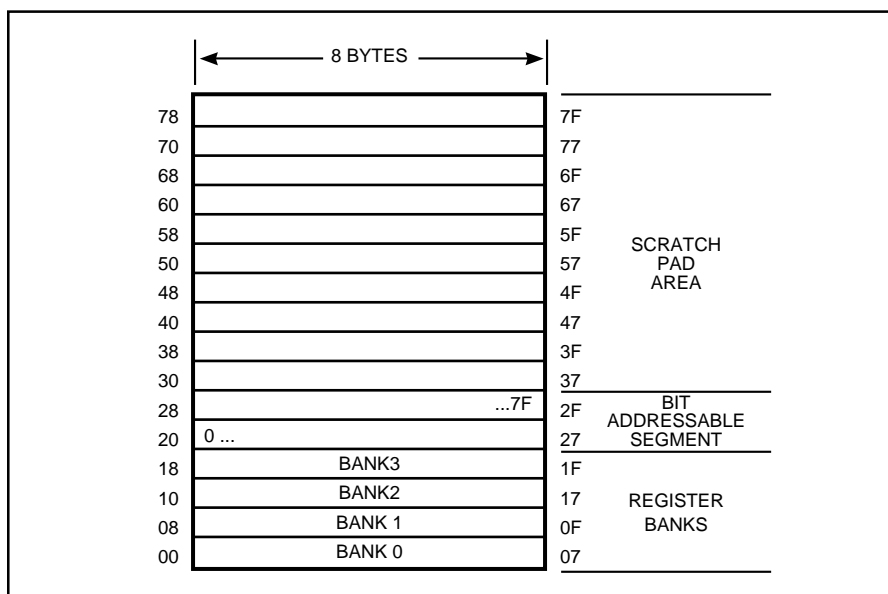 8 BYTES
78 7F
70 77
68 6F
60 67
58 5F
SCRATCH
50 57 PAD
AREA
48 4F
40 47
38 3F
30 37
28 ...7F 2F BIT
ADDRESSABLE
20 0 ... 27 SEGMENT
18 BANK3 1F
10 BANK2 17 REGISTER
08 BANK 1 0F BANKS
00 BANK 0 07